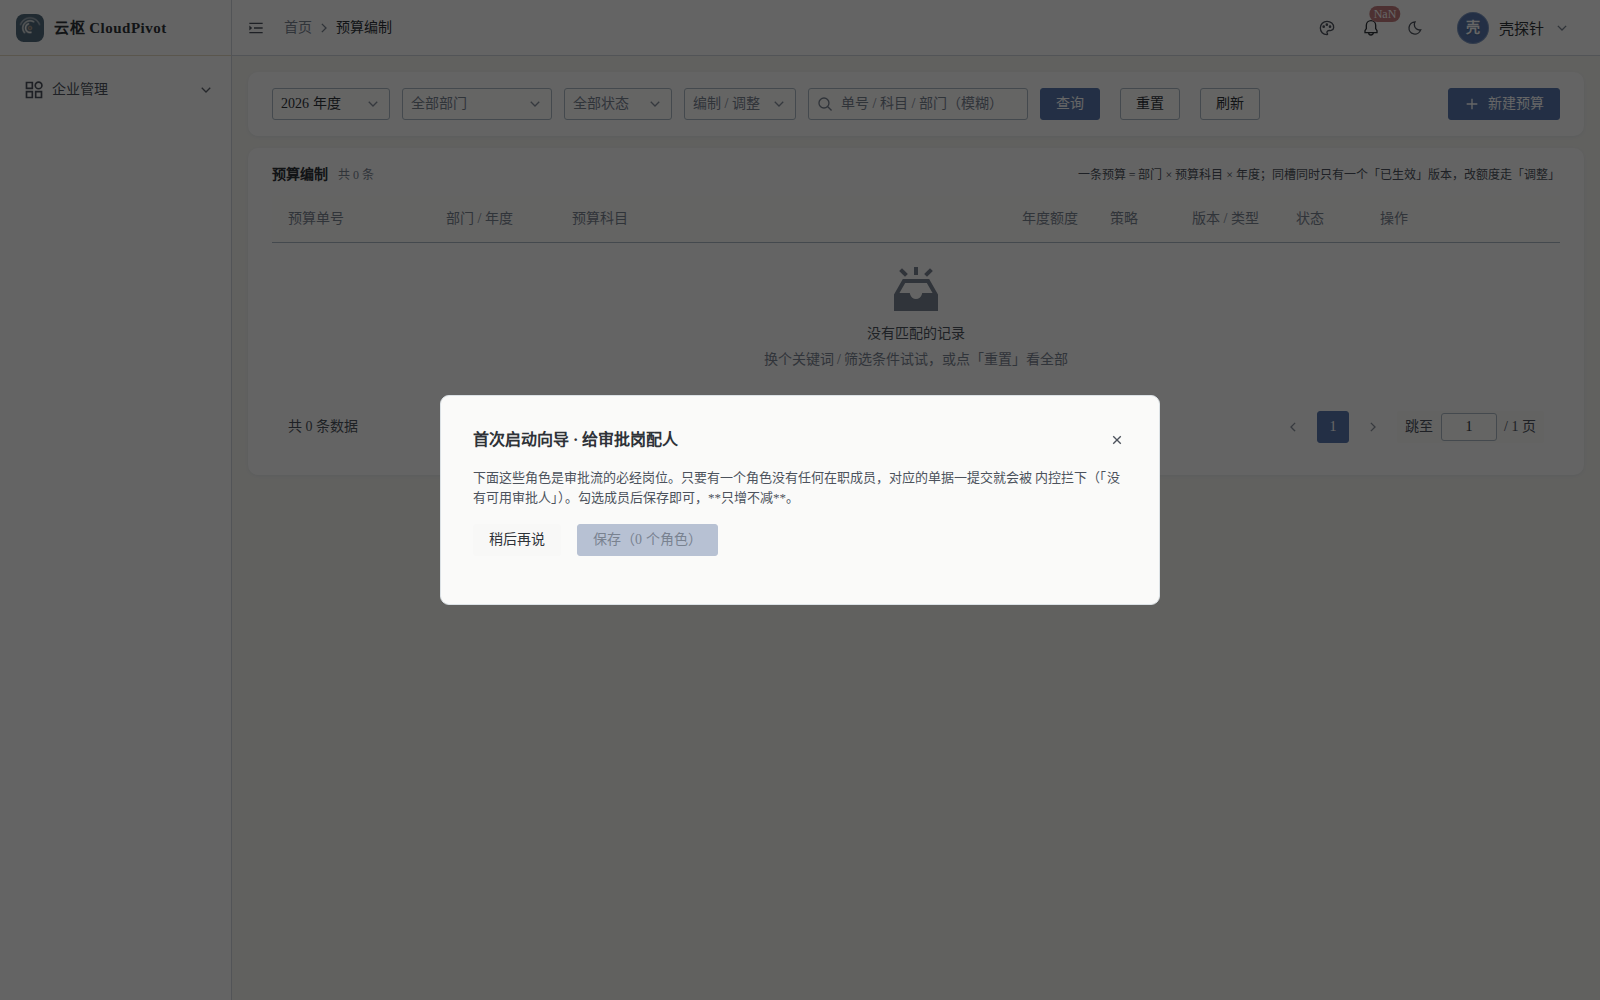 云枢 CloudPivot
首页 > 预算编制
NaN
壳
壳探针
企业管理
2026 年度
全部部门
全部状态
编制 / 调整
单号 / 科目 / 部门（模糊）
查询
重置
刷新
新建预算
预算编制 共 0 条
一条预算 = 部门 × 预算科目 × 年度；同槽同时只有一个「已生效」版本，改额度走「调整」
预算单号 部门 / 年度 预算科目 年度额度 策略 版本 / 类型 状态 操作
没有匹配的记录
换个关键词 / 筛选条件试试，或点「重置」看全部
共 0 条数据
1
跳至 1 / 1 页
首次启动向导 · 给审批岗配人
下面这些角色是审批流的必经岗位。只要有一个角色没有任何在职成员，对应的单据一提交就会被 内控拦下（「没
有可用审批人」）。勾选成员后保存即可，**只增不减**。
稍后再说
保存（0 个角色）